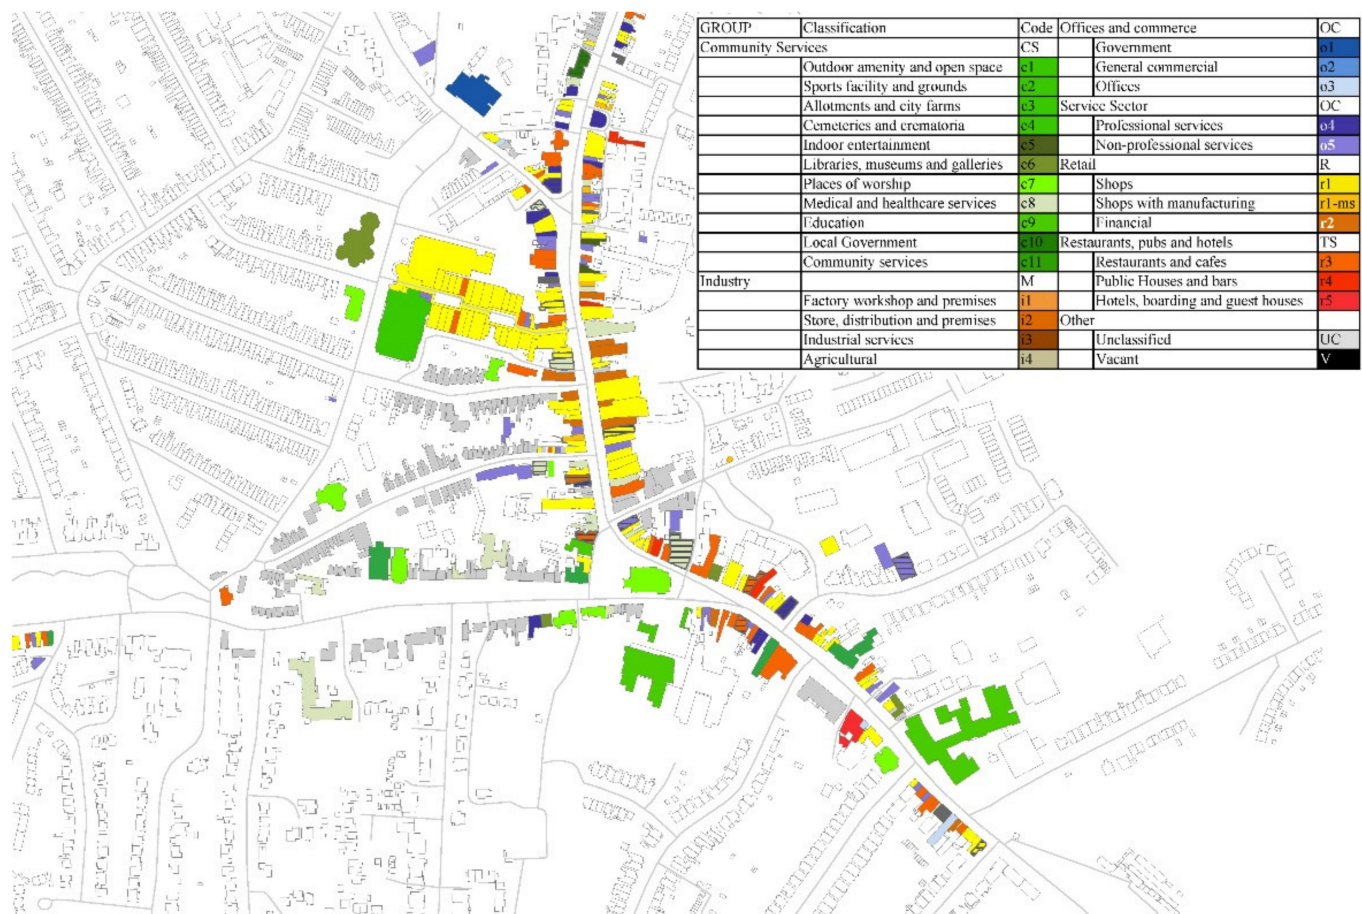 GROUP Classification Code Offices and commerce OC
Community Services CS Government o1
Outdoor amenity and open space c1 General commercial o2
Sports facility and grounds c2 Offices o3
Allotments and city farms c3 Service Sector OC
Cemeteries and crematoria c4 Professional services o4
Indoor entertainment c5 Non-professional services o5
Libraries, museums and galleries c6 Retail R
Places of worship c7 Shops r1
Medical and healthcare services c8 Shops with manufacturing r1-ms
Education c9 Financial r2
Local Government c10 Restaurants, pubs and hotels TS
Community services c11 Restaurants and cafes r3
Industry M Public Houses and bars r4
Factory workshop and premises i1 Hotels, boarding and guest houses r5
Store, distribution and premises i2 Other
Industrial services i3 Unclassified UC
Agricultural i4 Vacant V